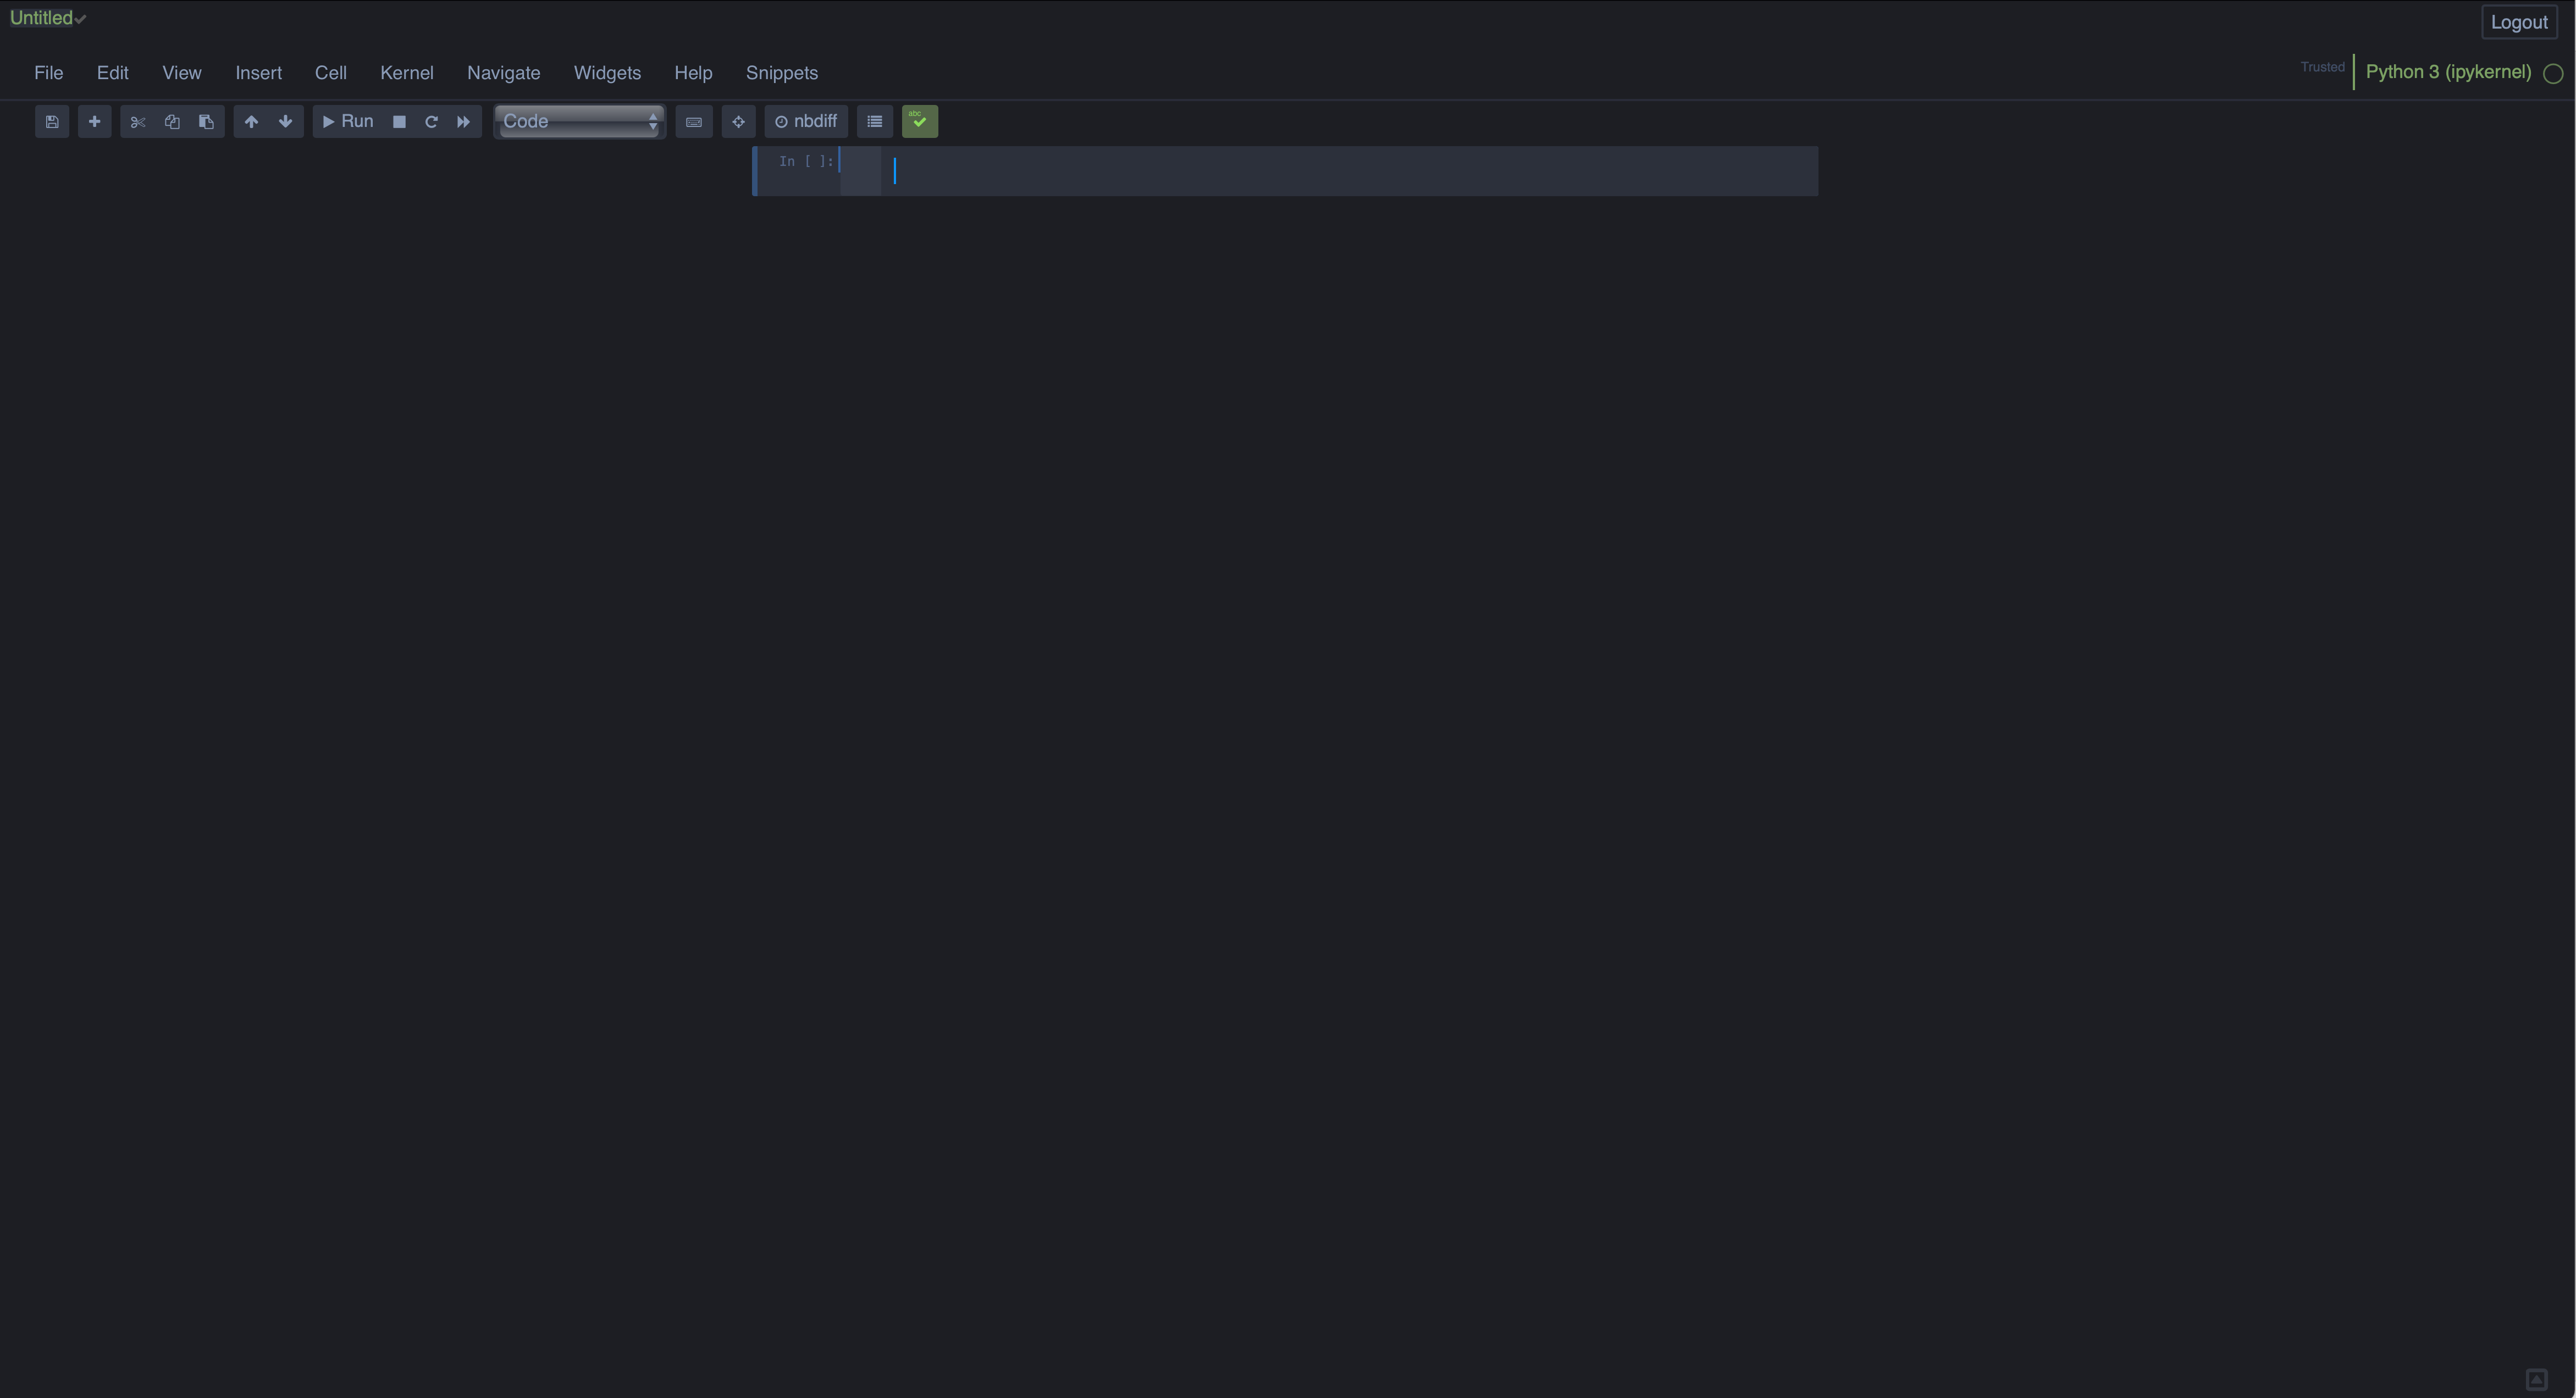 Untitled
Logout
File Edit View Insert Cell Kernel Navigate Widgets Help Snippets
Trusted Python 3 (ipykernel)
Run Code nbdiff abc
In [ ]: